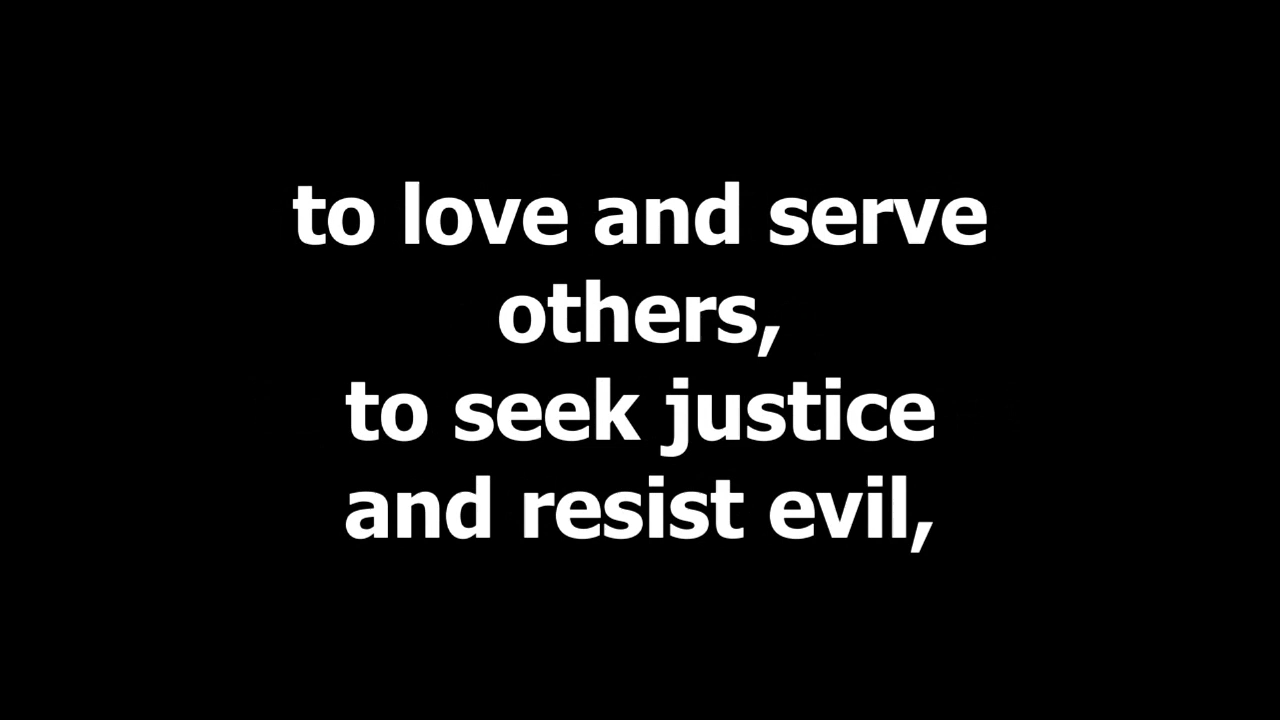 to love and serve
others,
to seek justice
and resist evil,